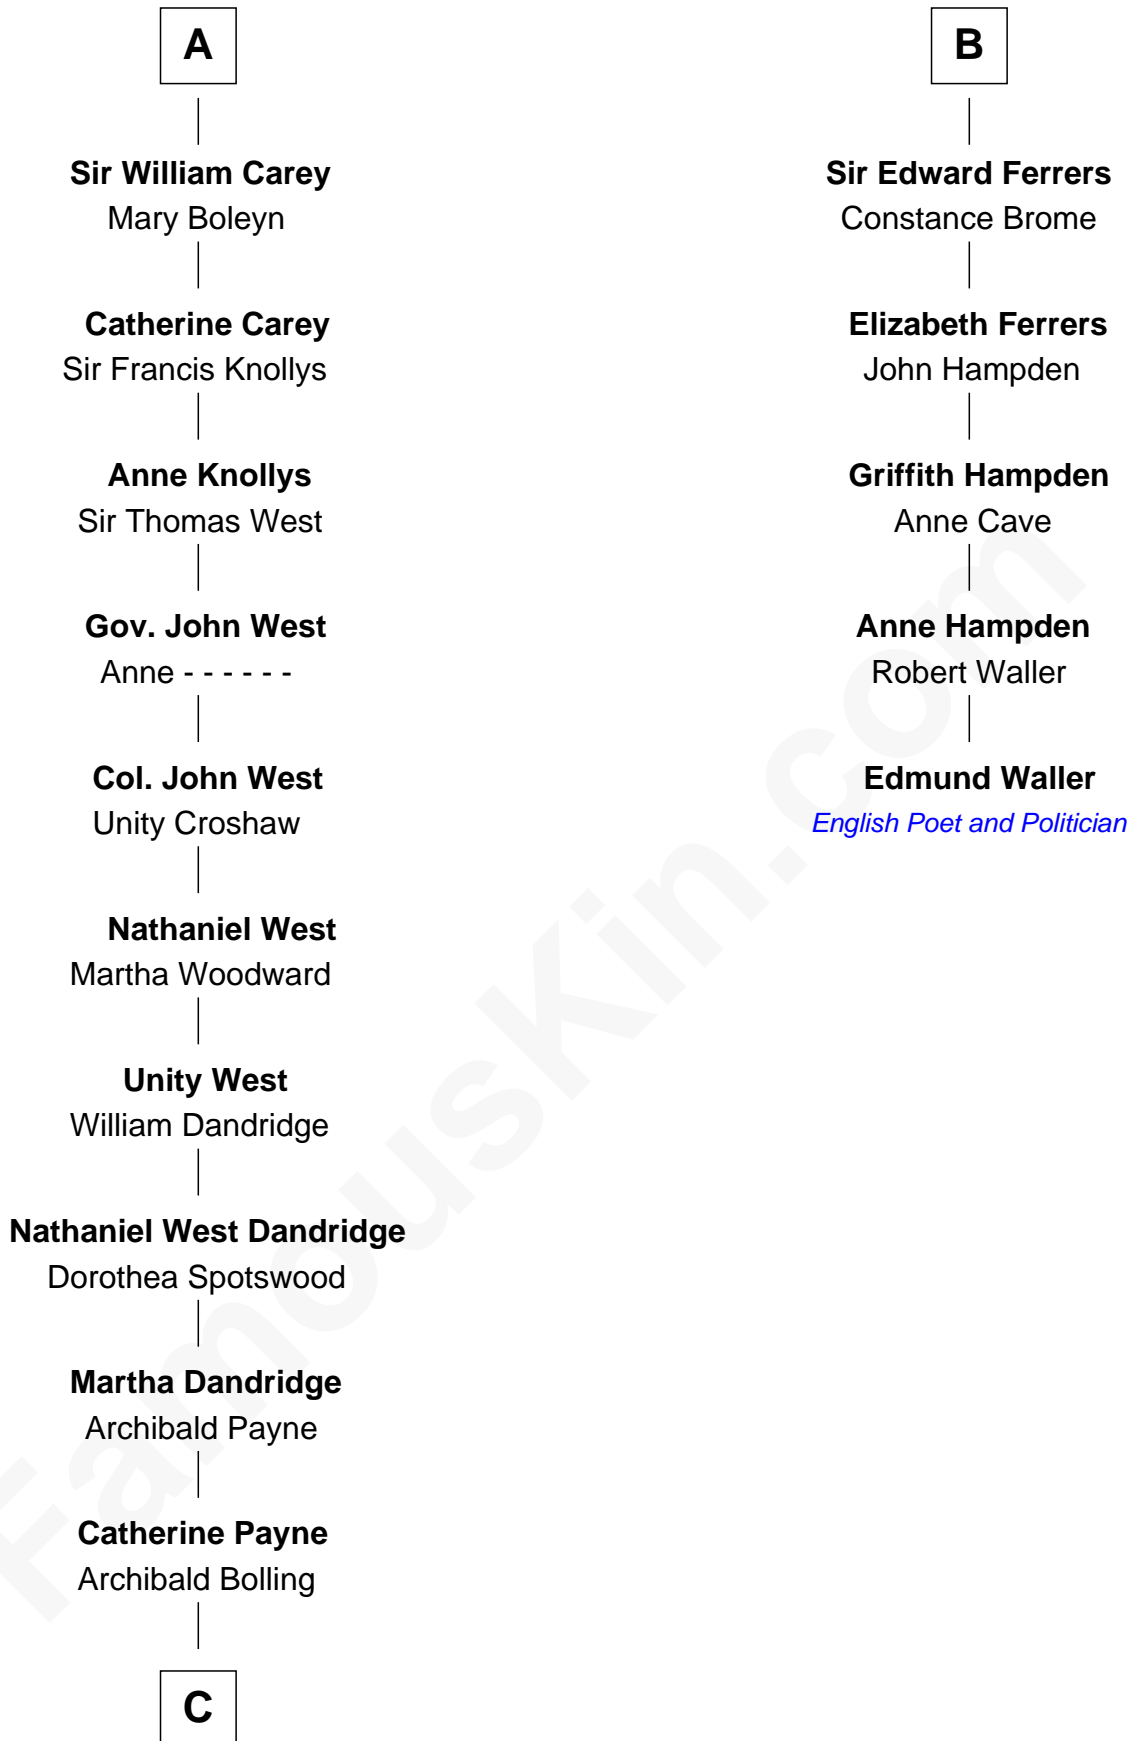 A
Sir William Carey
Mary Boleyn
Catherine Carey
Sir Francis Knollys
Anne Knollys
Sir Thomas West
Gov. John West
Anne - - - - - -
Col. John West
Unity Croshaw
Nathaniel West
Martha Woodward
Unity West
William Dandridge
Nathaniel West Dandridge
Dorothea Spotswood
Martha Dandridge
Archibald Payne
Catherine Payne
Archibald Bolling
C
B
Sir Edward Ferrers
Constance Brome
Elizabeth Ferrers
John Hampden
Griffith Hampden
Anne Cave
Anne Hampden
Robert Waller
Edmund Waller
English Poet and Politician
FamousKin.com